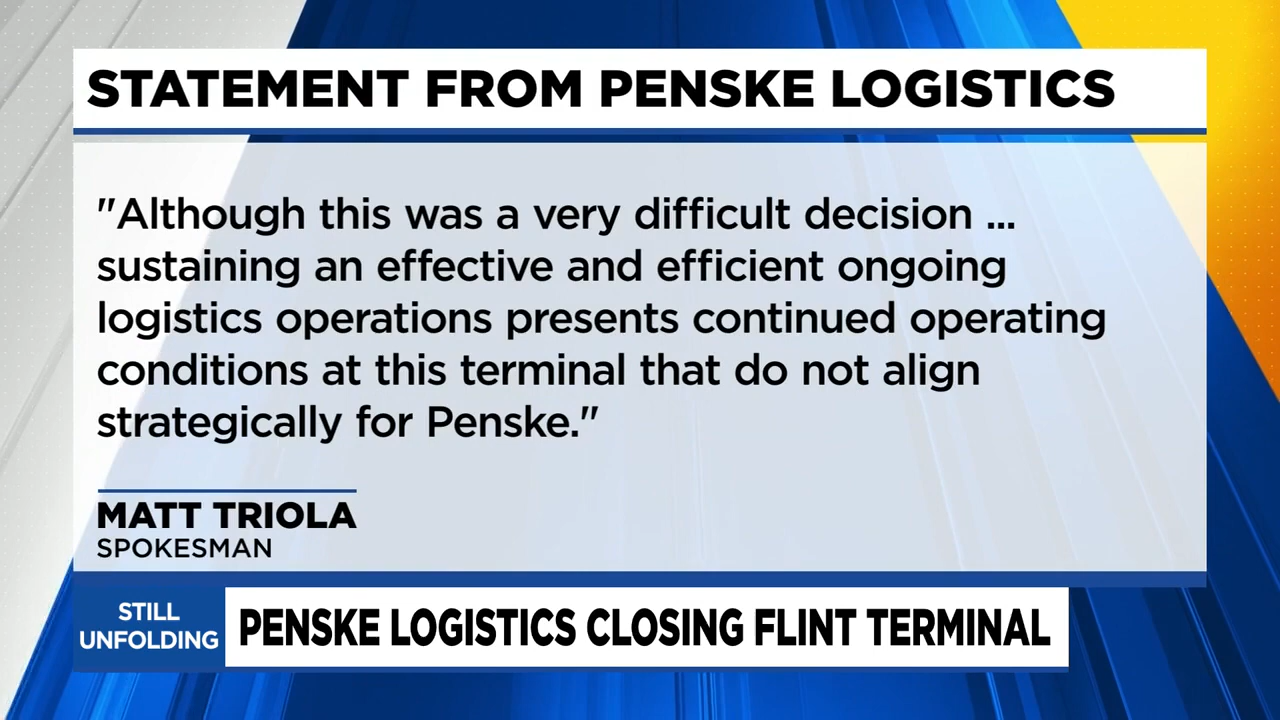 STATEMENT FROM PENSKE LOGISTICS
"Although this was a very difficult decision ...
sustaining an effective and efficient ongoing
logistics operations presents continued operating
conditions at this terminal that do not align
strategically for Penske."
MATT TRIOLA
SPOKESMAN
STILL
UNFOLDING
PENSKE LOGISTICS CLOSING FLINT TERMINAL